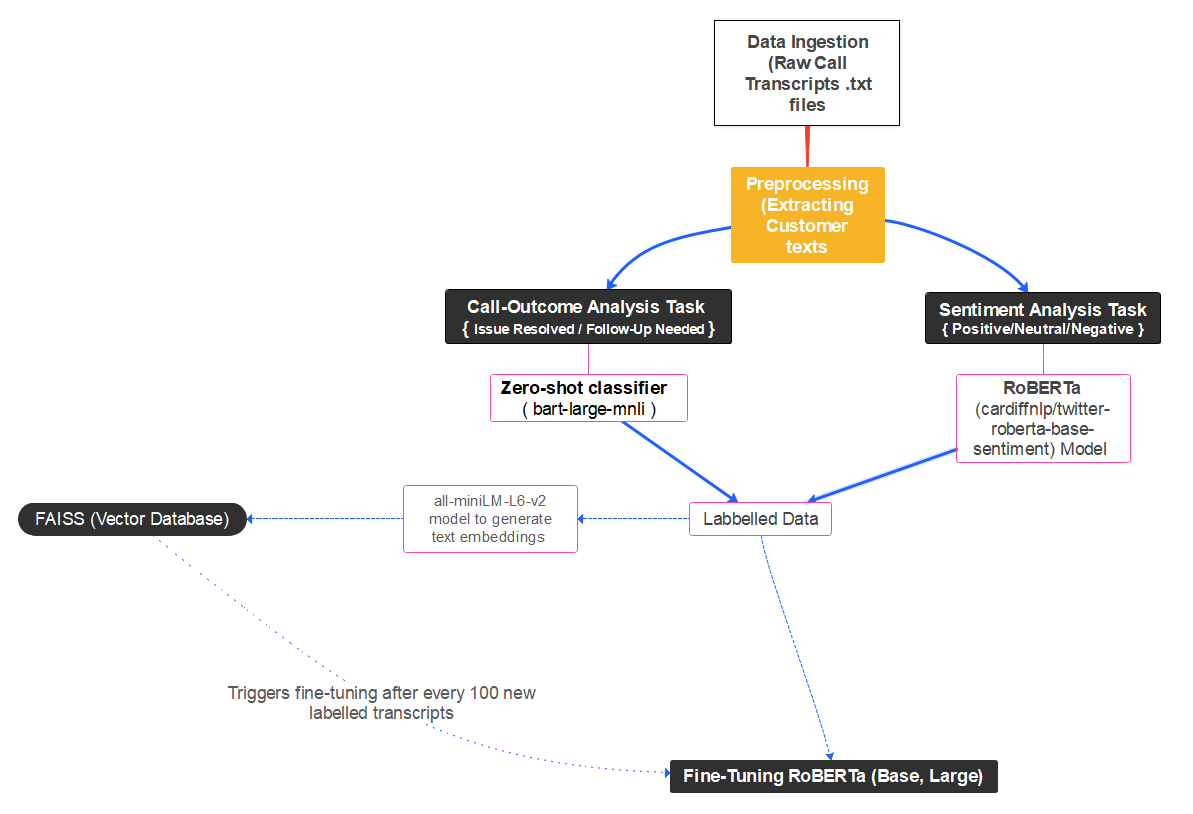 Data Ingestion
(Raw Call
Transcripts .txt
files
Preprocessing
(Extracting
Customer
texts
Call-Outcome Analysis Task
{ Issue Resolved / Follow-Up Needed }
Sentiment Analysis Task
{ Positive/Neutral/Negative }
Zero-shot classifier
( bart-large-mnli )
RoBERTa
(cardiffnlp/twitter-
roberta-base-
sentiment) Model
FAISS (Vector Database)
all-miniLM-L6-v2
model to generate
text embeddings
Labbelled Data
Triggers fine-tuning after every 100 new
labelled transcripts
Fine-Tuning RoBERTa (Base, Large)